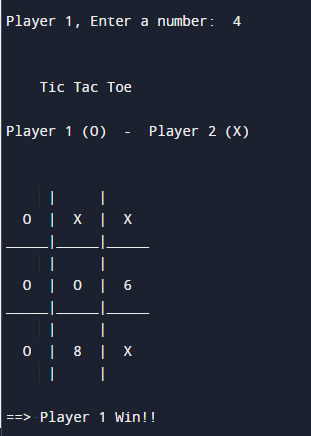 Player 1, Enter a number:  4
Tic Tac Toe
Player 1 (O)  -  Player 2 (X)
     |     |
  O  |  X  |  X
_____|_____|_____
     |     |
  O  |  O  |  6
_____|_____|_____
     |     |
  O  |  8  |  X
     |     |
==> Player 1 Win!!